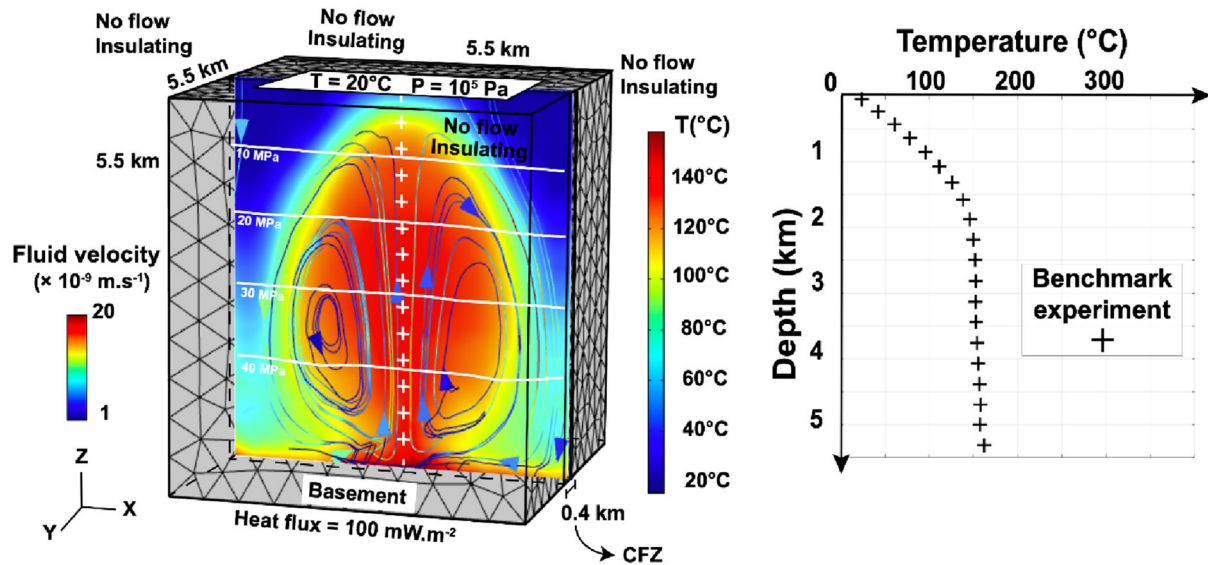 No flow
Insulating
No flow
Insulating
5.5 km
5.5 km
No flow
Insulating
T = 20°C P = 10⁵ Pa
No flow
Insulating
5.5 km
10 MPa
20 MPa
30 MPa
40 MPa
Fluid velocity
(× 10⁻⁹ m.s⁻¹)
20
1
Z
X
Y
Basement
Heat flux = 100 mW.m⁻²
0.4 km
CFZ
T(°C)
140°C
120°C
100°C
80°C
60°C
40°C
20°C
Temperature (°C)
0 100 200 300
Depth (km)
1
2
3
4
5
Benchmark
experiment